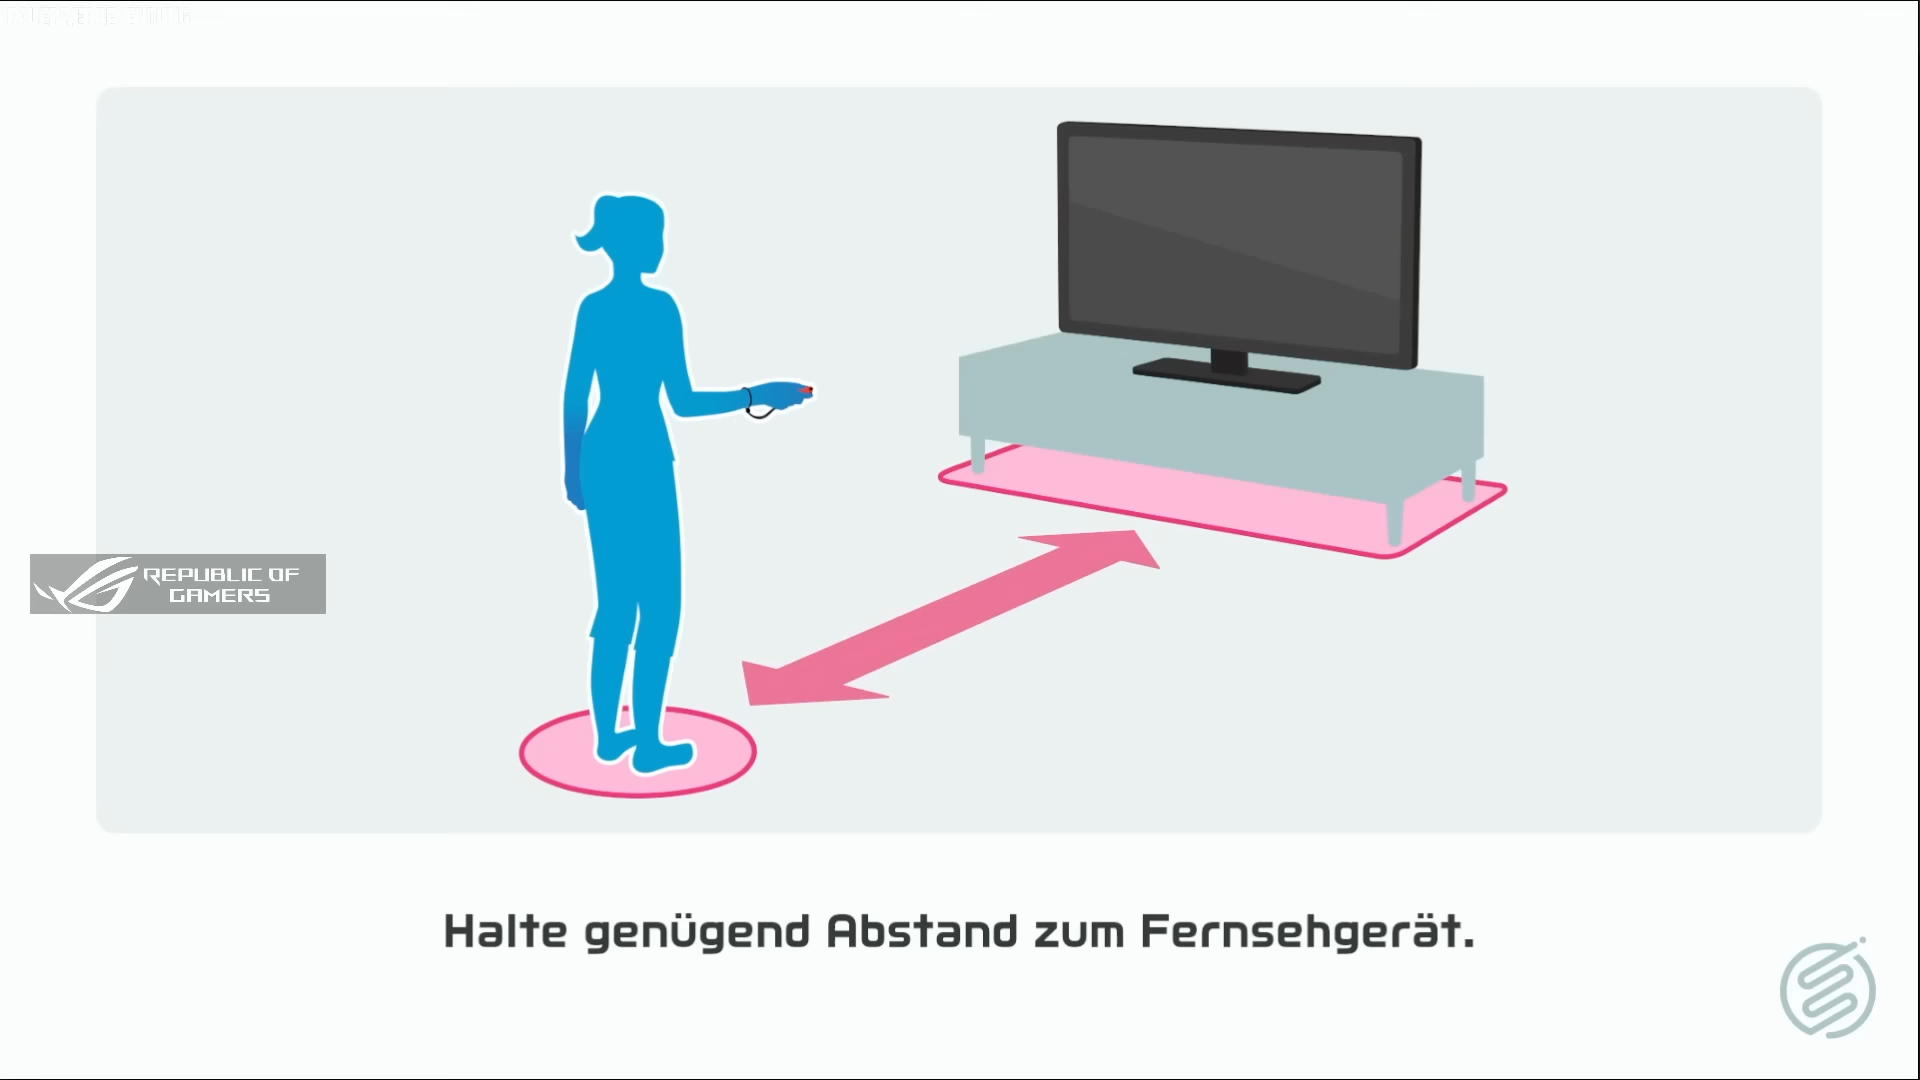 REPUBLIC OF
GAMERS
Halte genügend Abstand zum Fernsehgerät.